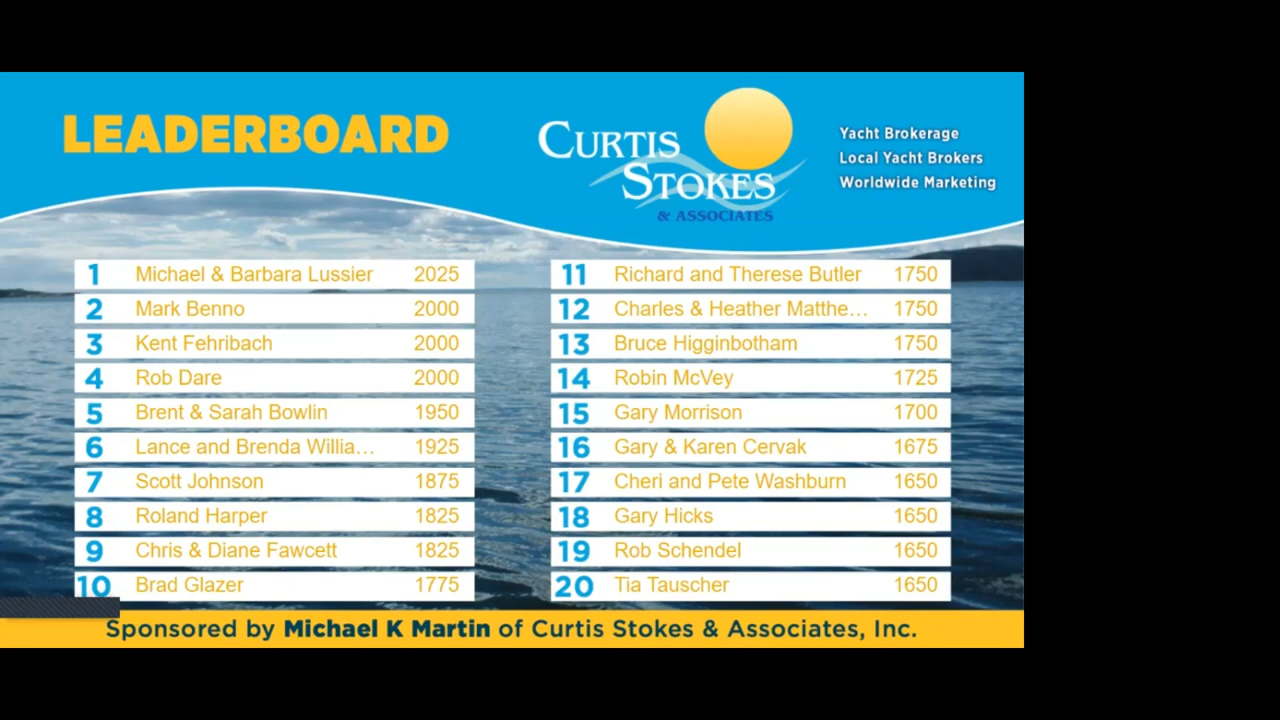 LEADERBOARD
CURTIS
STOKES
& ASSOCIATES
Yacht Brokerage
Local Yacht Brokers
Worldwide Marketing
1 Michael & Barbara Lussier 2025
2 Mark Benno 2000
3 Kent Fehribach 2000
4 Rob Dare 2000
5 Brent & Sarah Bowlin 1950
6 Lance and Brenda Willia… 1925
7 Scott Johnson 1875
8 Roland Harper 1825
9 Chris & Diane Fawcett 1825
10 Brad Glazer 1775
11 Richard and Therese Butler 1750
12 Charles & Heather Matthe… 1750
13 Bruce Higginbotham 1750
14 Robin McVey 1725
15 Gary Morrison 1700
16 Gary & Karen Cervak 1675
17 Cheri and Pete Washburn 1650
18 Gary Hicks 1650
19 Rob Schendel 1650
20 Tia Tauscher 1650
Sponsored by Michael K Martin of Curtis Stokes & Associates, Inc.